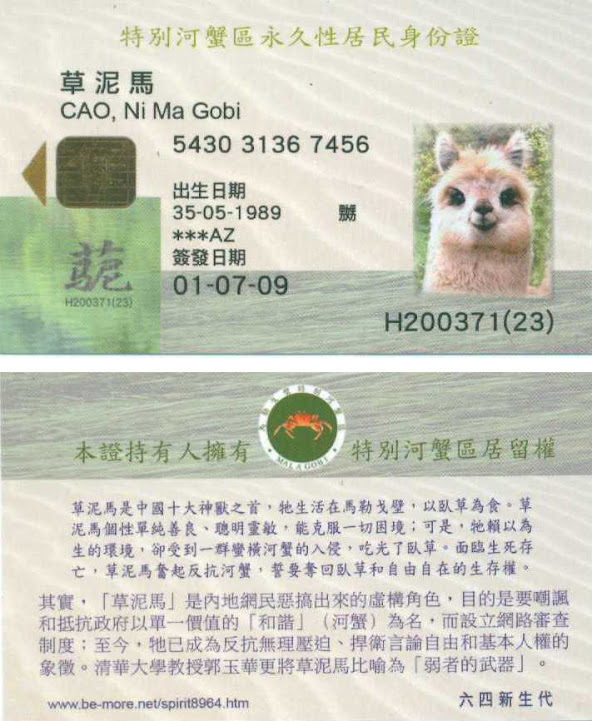 特別河蟹區永久性居民身份證
草泥馬
CAO, Ni Ma Gobi
5430 3136 7456
出生日期
35-05-1989 嬲
***AZ
簽發日期
01-07-09
H200371(23)
H200371(23)
本證持有人擁有 特別河蟹區居留權
MALAGOBI
草泥馬是中國十大神獸之首，牠生活在馬勒戈壁，以臥草為食。草
泥馬個性單純善良、聰明靈敏，能克服一切困境；可是，牠賴以為
生的環境，卻受到一群蠻橫河蟹的入侵，吃光了臥草。面臨生死存
亡，草泥馬奮起反抗河蟹，誓要奪回臥草和自由自在的生存權。
其實，「草泥馬」是內地網民惡搞出來的虛構角色，目的是要嘲諷
和抵抗政府以單一價值的「和諧」（河蟹）為名，而設立網路審查
制度；至今，牠已成為反抗無理壓迫、捍衛言論自由和基本人權的
象徵。清華大學教授郭玉華更將草泥馬比喻為「弱者的武器」。
www.be-more.net/spirit8964.htm 六四新生代